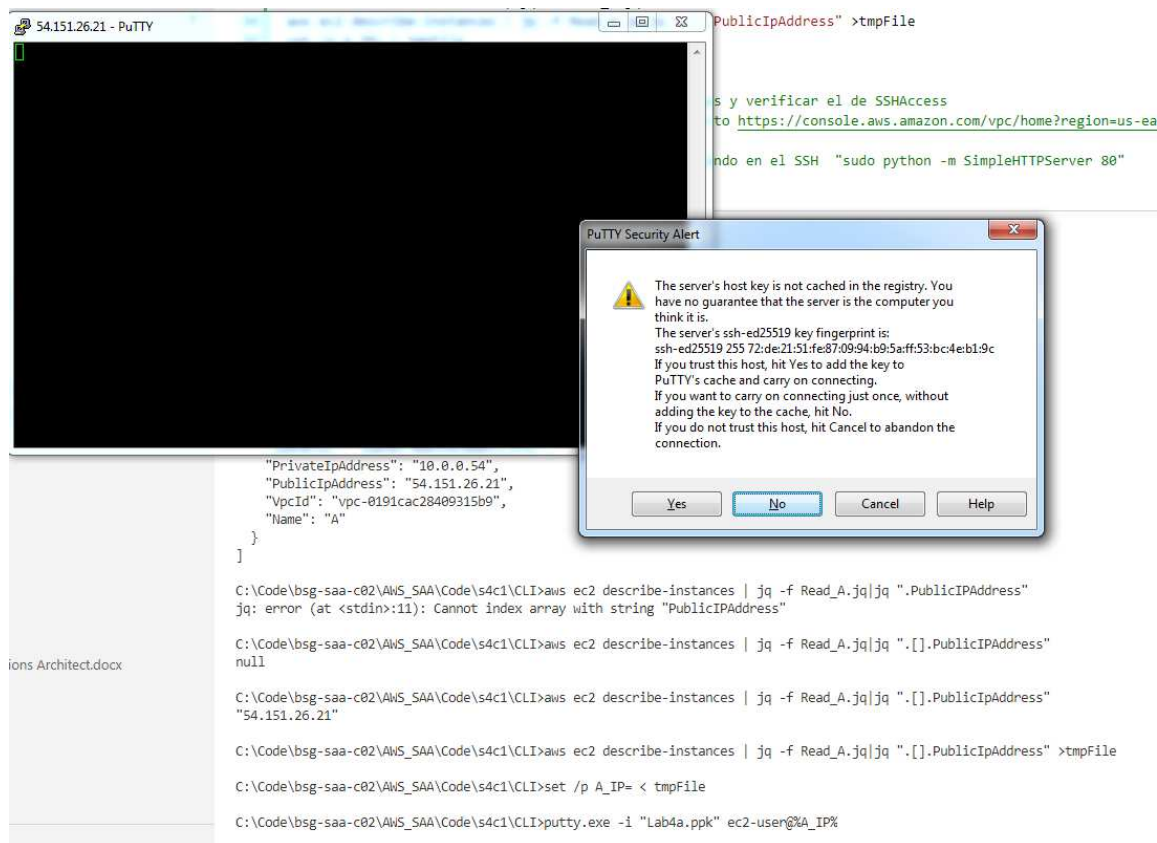 54.151.26.21 - PuTTY
PublicIpAddress" >tmpFile
s y verificar el de SSHAccess
to https://console.aws.amazon.com/vpc/home?region=us-ea
ndo en el SSH "sudo python -m SimpleHTTPServer 80"
PuTTY Security Alert
The server's host key is not cached in the registry. You
have no guarantee that the server is the computer you
think it is.
The server's ssh-ed25519 key fingerprint is:
ssh-ed25519 255 72:de:21:51:fe:87:09:94:b9:5a:ff:53:bc:4e:b1:9c
If you trust this host, hit Yes to add the key to
PuTTY's cache and carry on connecting.
If you want to carry on connecting just once, without
adding the key to the cache, hit No.
If you do not trust this host, hit Cancel to abandon the
connection.
Yes No Cancel Help
"PrivateIpAddress": "10.0.0.54",
"PublicIpAddress": "54.151.26.21",
"VpcId": "vpc-0191cac28409315b9",
"Name": "A"
}
]
C:\Code\bsg-saa-c02\AWS_SAA\Code\s4c1\CLI>aws ec2 describe-instances | jq -f Read_A.jq|jq ".PublicIPAddress"
jq: error (at <stdin>:11): Cannot index array with string "PublicIPAddress"
C:\Code\bsg-saa-c02\AWS_SAA\Code\s4c1\CLI>aws ec2 describe-instances | jq -f Read_A.jq|jq ".[].PublicIPAddress"
null
ions Architect.docx
C:\Code\bsg-saa-c02\AWS_SAA\Code\s4c1\CLI>aws ec2 describe-instances | jq -f Read_A.jq|jq ".[].PublicIpAddress"
"54.151.26.21"
C:\Code\bsg-saa-c02\AWS_SAA\Code\s4c1\CLI>aws ec2 describe-instances | jq -f Read_A.jq|jq ".[].PublicIpAddress" >tmpFile
C:\Code\bsg-saa-c02\AWS_SAA\Code\s4c1\CLI>set /p A_IP= < tmpFile
C:\Code\bsg-saa-c02\AWS_SAA\Code\s4c1\CLI>putty.exe -i "Lab4a.ppk" ec2-user@%A_IP%